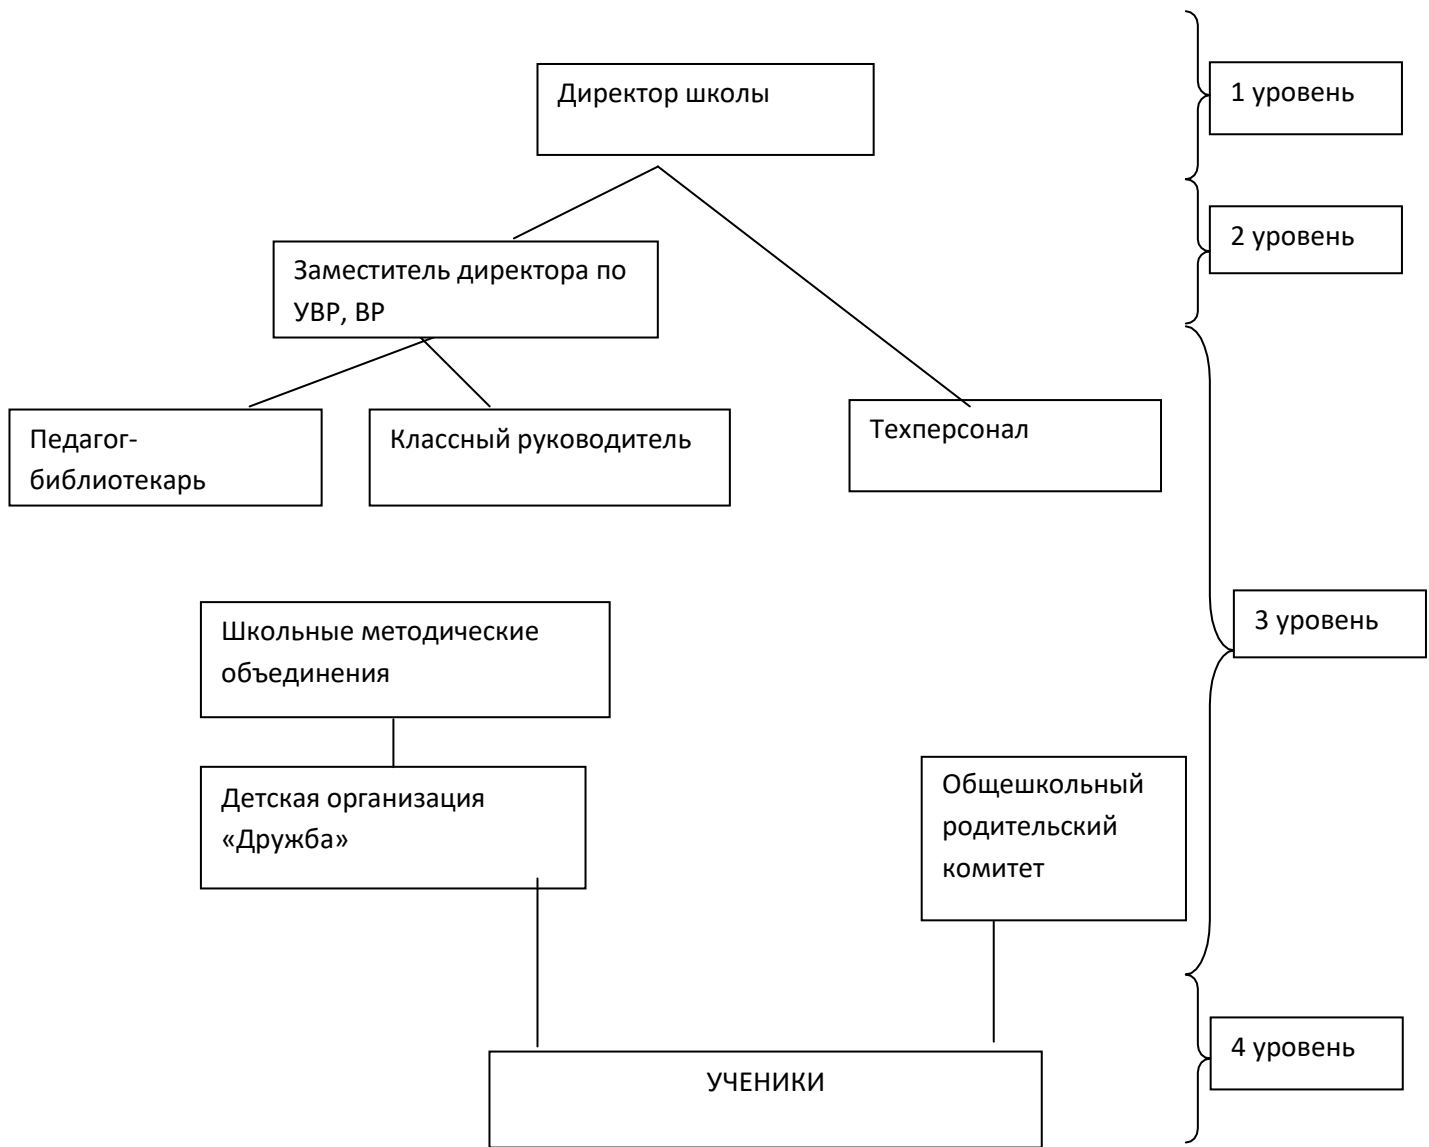 Директор школы
1 уровень
2 уровень
Заместитель директора по
УВР, ВР
Педагог-
библиотекарь
Классный руководитель
Техперсонал
Школьные методические
объединения
3 уровень
Детская организация
«Дружба»
Общешкольный
родительский
комитет
4 уровень
УЧЕНИКИ